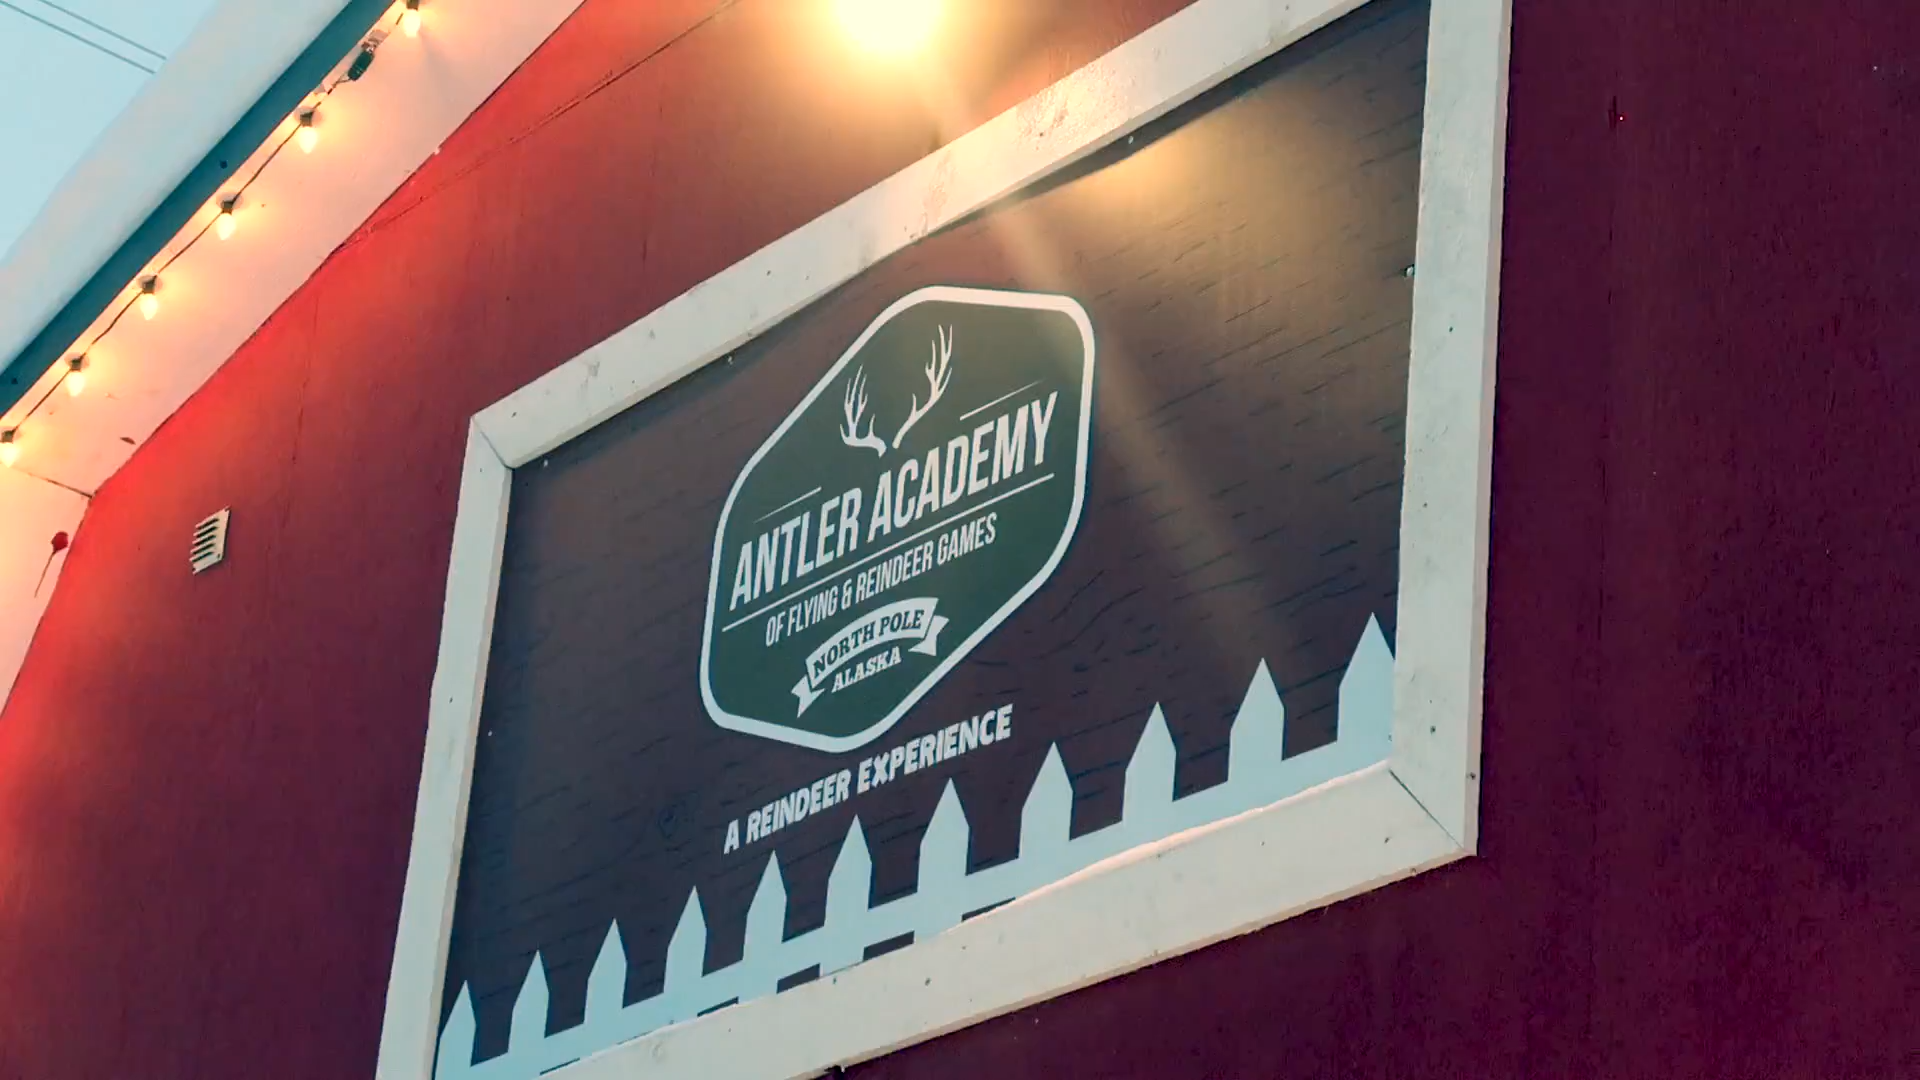 ANTLER ACADEMY
OF FLYING & REINDEER GAMES
NORTH POLE
ALASKA
A REINDEER EXPERIENCE